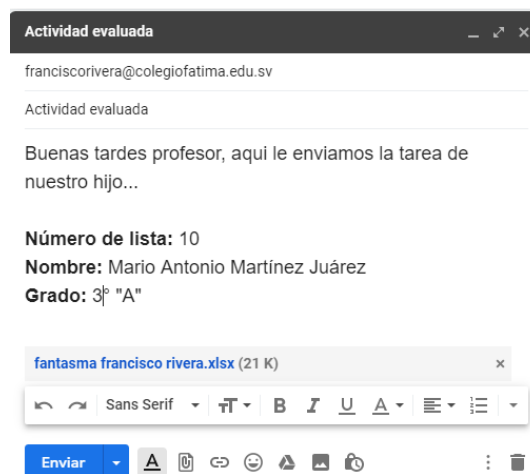 Actividad evaluada
franciscorivera@colegiofatima.edu.sv
Actividad evaluada
Buenas tardes profesor, aqui le enviamos la tarea de
nuestro hijo...
Número de lista: 10
Nombre: Mario Antonio Martínez Juárez
Grado: 3° "A"
fantasma francisco rivera.xlsx (21 K)
Sans Serif
Enviar